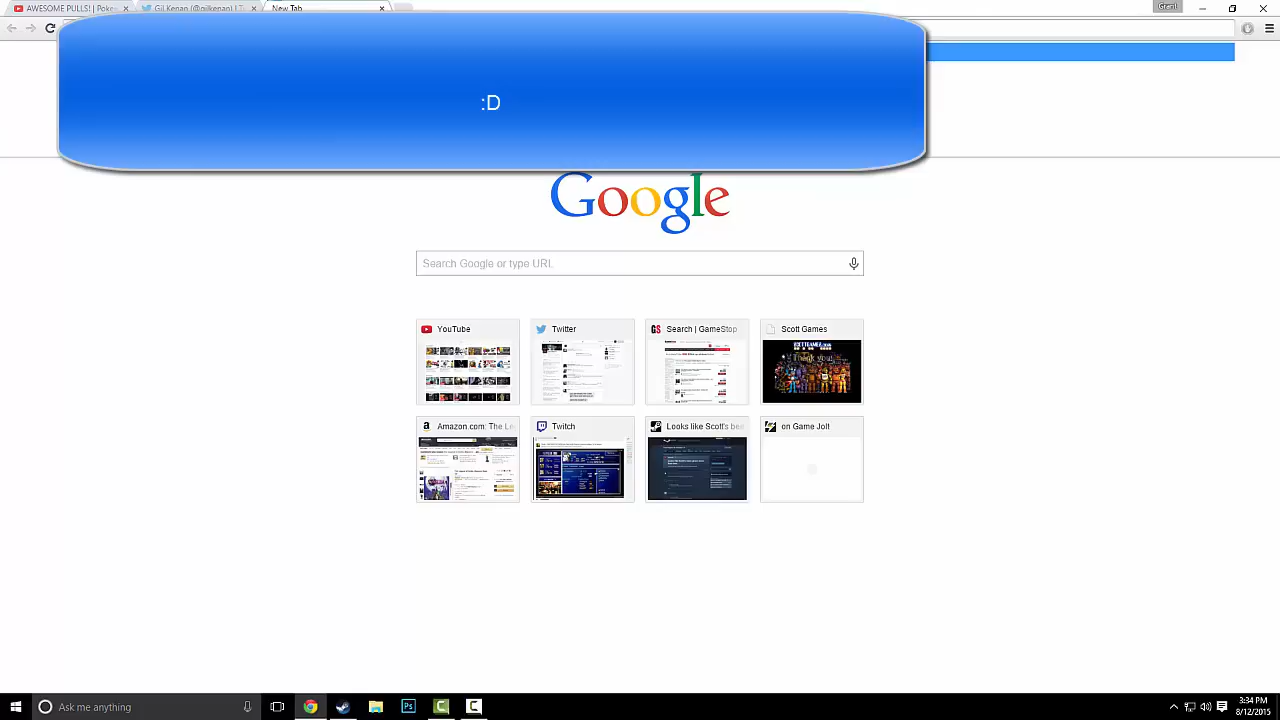 AWESOME PULLS! | Poke
Gil Kenan (@gilkenan) | T
New Tab
Grant
:D
Google
Search Google or type URL
YouTube
Twitter
Search | GameStop
Scott Games
Amazon.com: The Le
Twitch
Looks like Scott's bee
on Game Jolt
Ask me anything
3:34 PM
8/12/2015